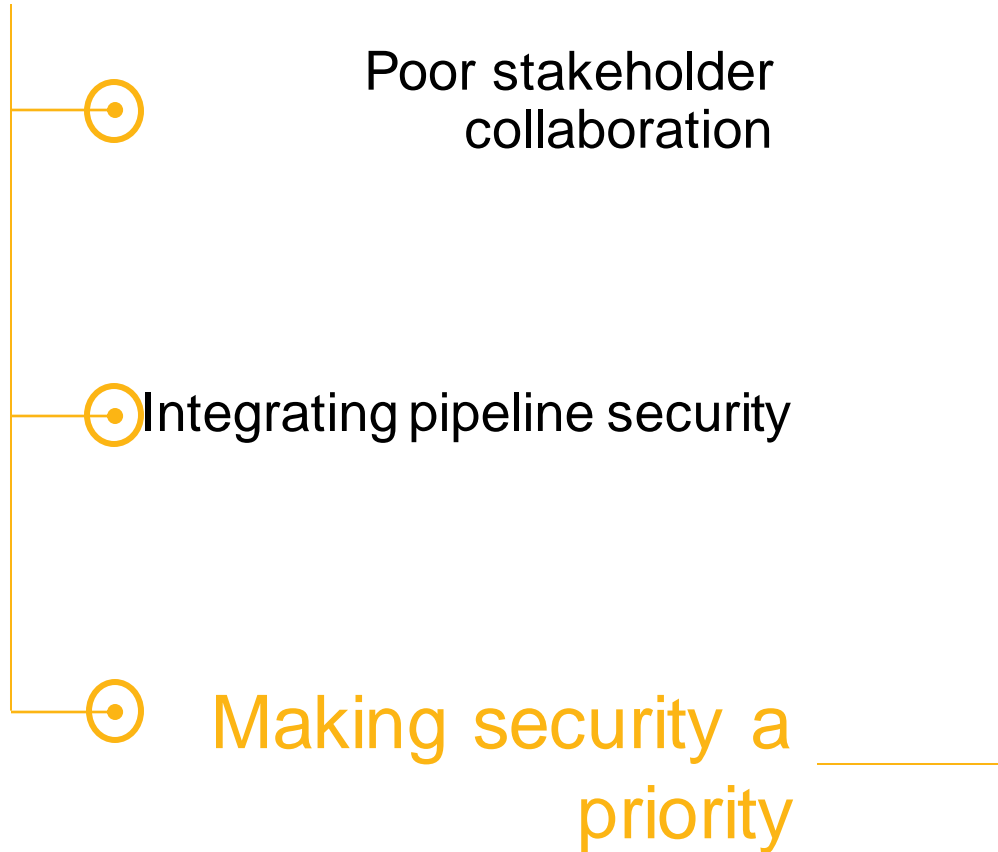 Poor stakeholder
collaboration
Integrating pipeline security
Making security a
priority